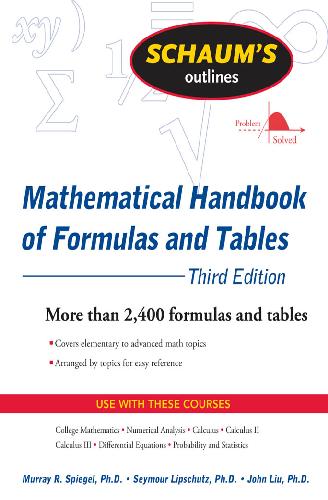 xy)
Σ
SCHAUM'S
outlines
Problem
Solved
Mathematical Handbook
of Formulas and Tables
Third Edition
More than 2,400 formulas and tables
▪ Covers elementary to advanced math topics
▪ Arranged by topics for easy reference
USE WITH THESE COURSES
College Mathematics • Numerical Analysis • Calculus • Calculus II
Calculus III • Differential Equations • Probability and Statistics
Murray R. Spiegel, Ph.D. • Seymour Lipschutz, Ph.D. • John Liu, Ph.D.